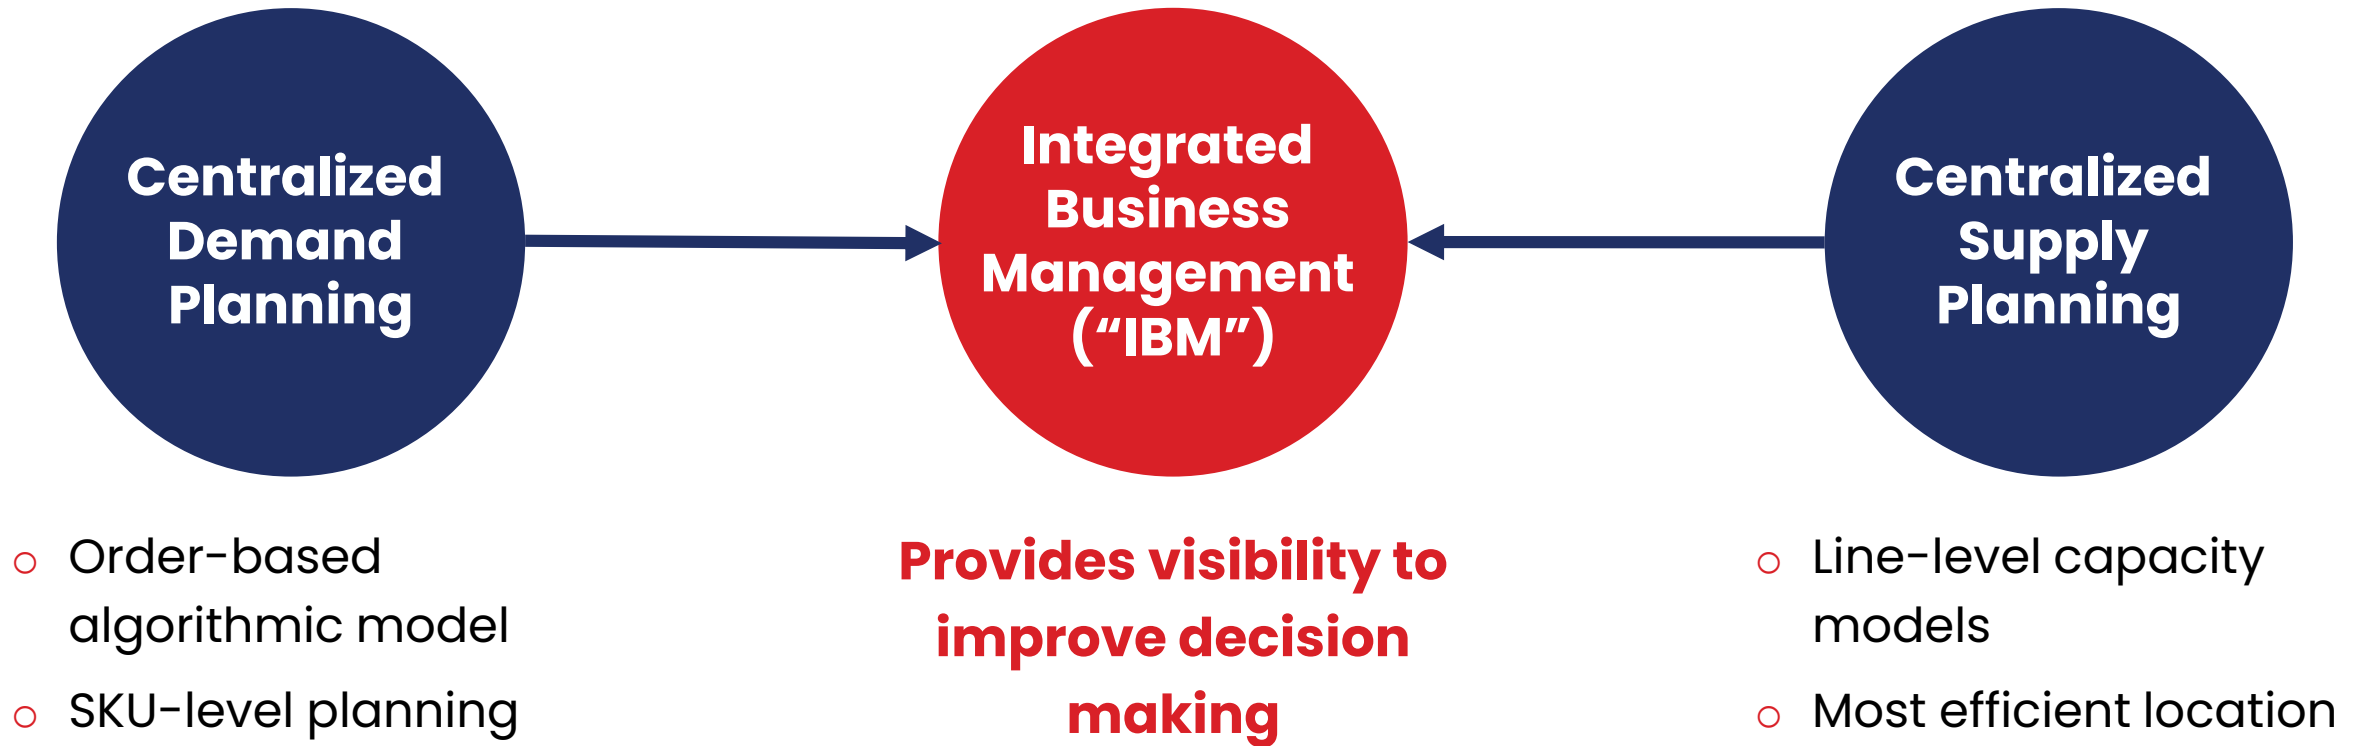 Centralized
Demand
Planning
Integrated
Business
Management
(“IBM”)
Centralized
Supply
Planning
Order-based
algorithmic model
SKU-level planning
Provides visibility to
improve decision
making
Line-level capacity
models
Most efficient location